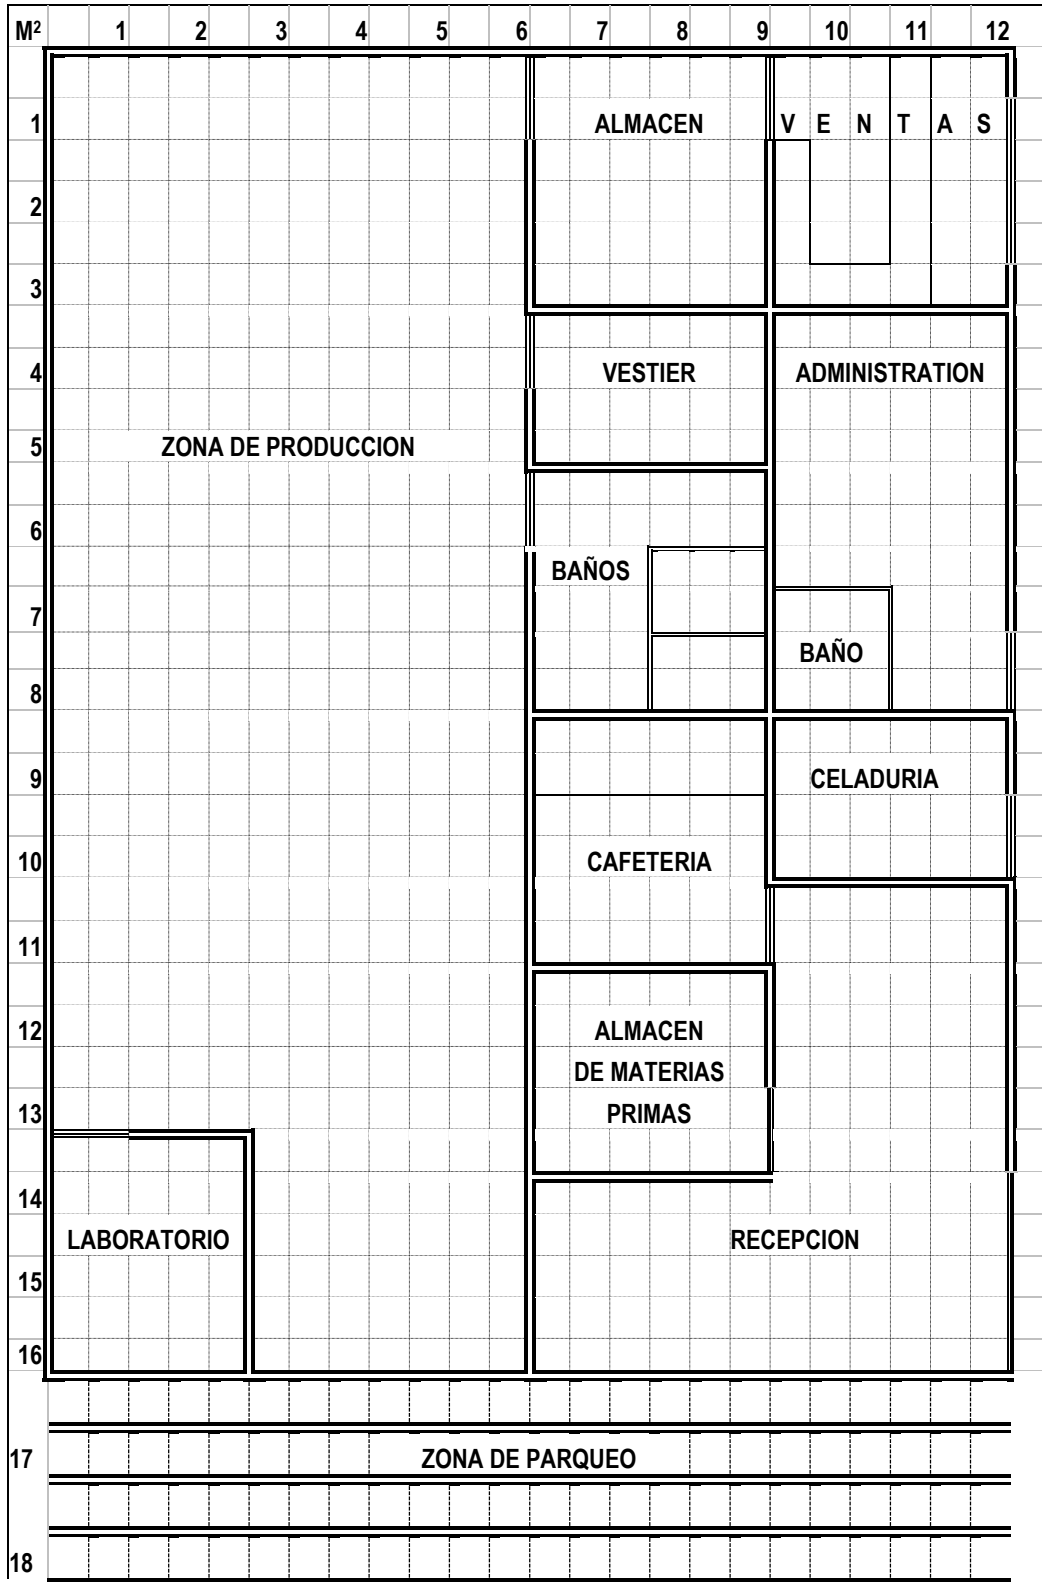 M² 1 2 3 4 5 6 7 8 9 10 11 12
1 ALMACEN V E N T A S
2
3
4 VESTIER ADMINISTRATION
5 ZONA DE PRODUCCION
6
BAÑOS
7
BAÑO
8
9 CELADURIA
10 CAFETERIA
11
12 ALMACEN
DE MATERIAS
13 PRIMAS
14
LABORATORIO RECEPCION
15
16
17 ZONA DE PARQUEO
18